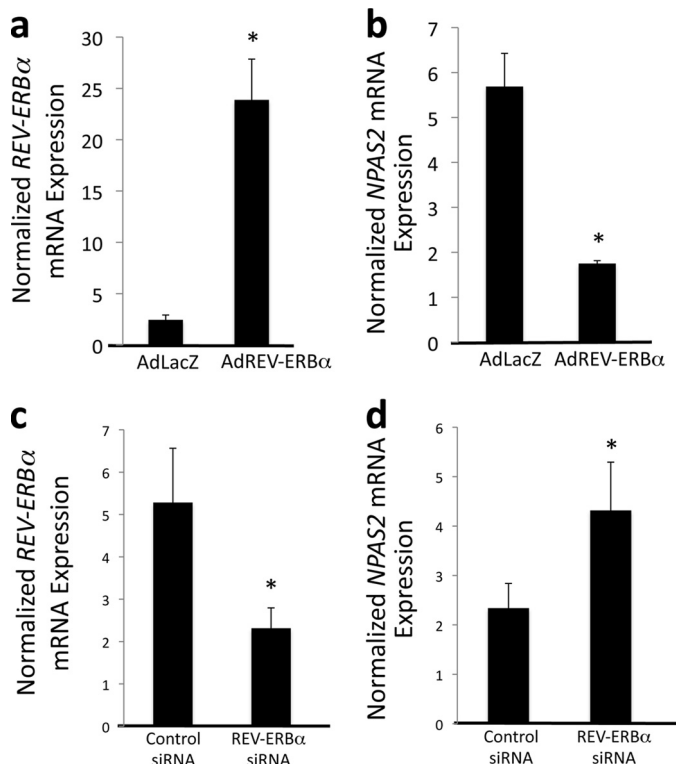 a
Normalized REV-ERBα
mRNA Expression
30
25
20
15
10
5
0
*
AdLacZ AdREV-ERBα
b
Normalized NPAS2 mRNA
Expression
7
6
5
4
3
2
1
0
*
AdLacZ AdREV-ERBα
c
Normalized REV-ERBα
mRNA Expression
7
6
5
4
3
2
1
0
*
Control REV-ERBα
siRNA siRNA
d
Normalized NPAS2 mRNA
Expression
6
5
4
3
2
1
0
*
Control REV-ERBα
siRNA siRNA